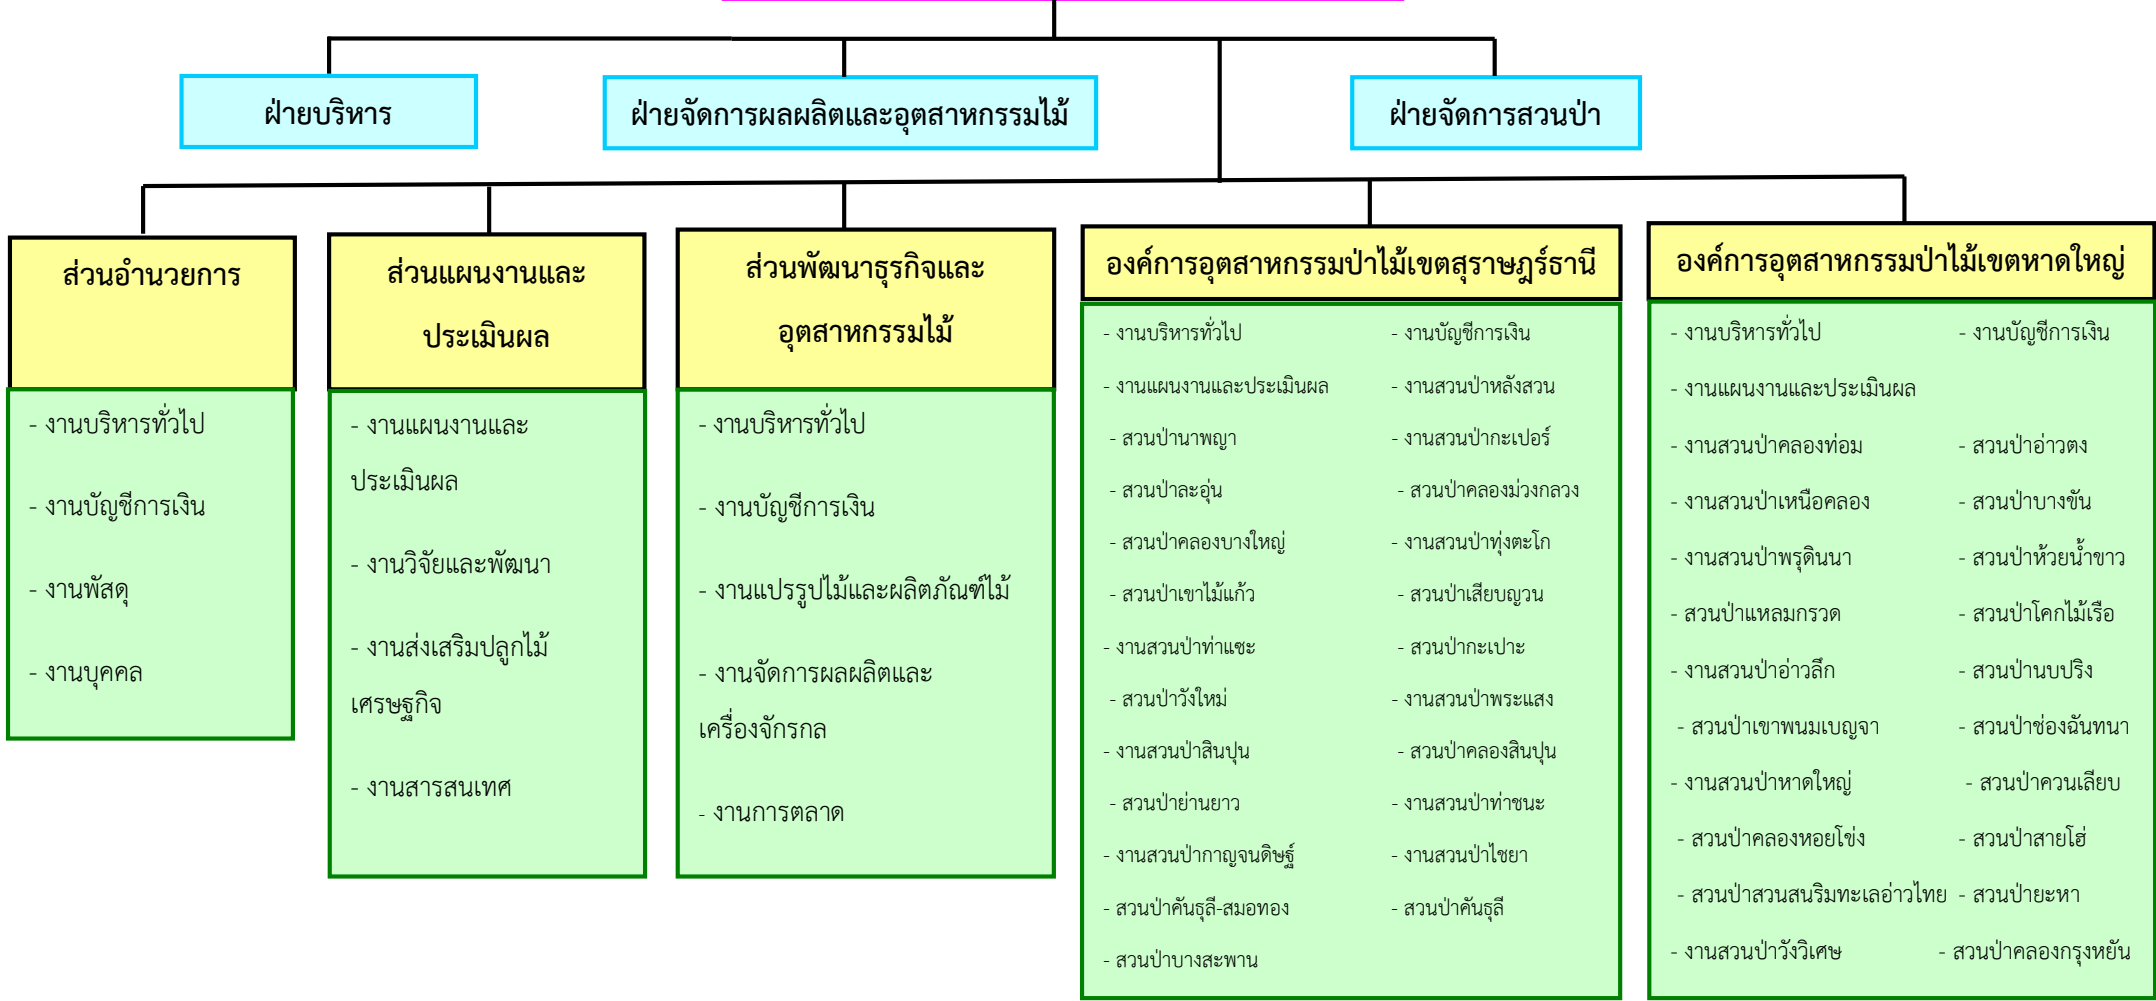 ฝ่ายบริหาร
ฝ่ายจัดการผลผลิตและอุตสาหกรรมไม้
ฝ่ายจัดการสวนป่า
ส่วนอำนวยการ
- งานบริหารทั่วไป
- งานบัญชีการเงิน
- งานพัสดุ
- งานบุคคล
ส่วนแผนงานและ
ประเมินผล
- งานแผนงานและ
ประเมินผล
- งานวิจัยและพัฒนา
- งานส่งเสริมปลูกไม้
เศรษฐกิจ
- งานสารสนเทศ
ส่วนพัฒนาธุรกิจและ
อุตสาหกรรมไม้
- งานบริหารทั่วไป
- งานบัญชีการเงิน
- งานแปรรูปไม้และผลิตภัณฑ์ไม้
- งานจัดการผลผลิตและ
เครื่องจักรกล
- งานการตลาด
องค์การอุตสาหกรรมป่าไม้เขตสุราษฎร์ธานี
- งานบริหารทั่วไป - งานบัญชีการเงิน
- งานแผนงานและประเมินผล - งานสวนป่าหลังสวน
- สวนป่านาพญา - งานสวนป่ากะเปอร์
- สวนป่าละอุ่น - สวนป่าคลองม่วงกลวง
- สวนป่าคลองบางใหญ่ - งานสวนป่าทุ่งตะโก
- สวนป่าเขาไม้แก้ว - สวนป่าเสียบญวน
- งานสวนป่าท่าแซะ - สวนป่ากะเปาะ
- สวนป่าวังใหม่ - งานสวนป่าพระแสง
- งานสวนป่าสินปุน - สวนป่าคลองสินปุน
- สวนป่าย่านยาว - งานสวนป่าท่าชนะ
- งานสวนป่ากาญจนดิษฐ์ - งานสวนป่าไชยา
- สวนป่าคันธุลี-สมอทอง - สวนป่าคันธุลี
- สวนป่าบางสะพาน
องค์การอุตสาหกรรมป่าไม้เขตหาดใหญ่
- งานบริหารทั่วไป - งานบัญชีการเงิน
- งานแผนงานและประเมินผล
- งานสวนป่าคลองท่อม - สวนป่าอ่าวตง
- งานสวนป่าเหนือคลอง - สวนป่าบางขัน
- งานสวนป่าพรุดินนา - สวนป่าห้วยน้ำขาว
- สวนป่าแหลมกรวด - สวนป่าโคกไม้เรือ
- งานสวนป่าอ่าวลึก - สวนป่านบปริง
- สวนป่าเขาพนมเบญจา - สวนป่าช่องฉันทนา
- งานสวนป่าหาดใหญ่ - สวนป่าควนเลียบ
- สวนป่าคลองหอยโข่ง - สวนป่าสายโฮ่
- สวนป่าสวนสนริมทะเลอ่าวไทย - สวนป่ายะหา
- งานสวนป่าวังวิเศษ - สวนป่าคลองกรุงหยัน